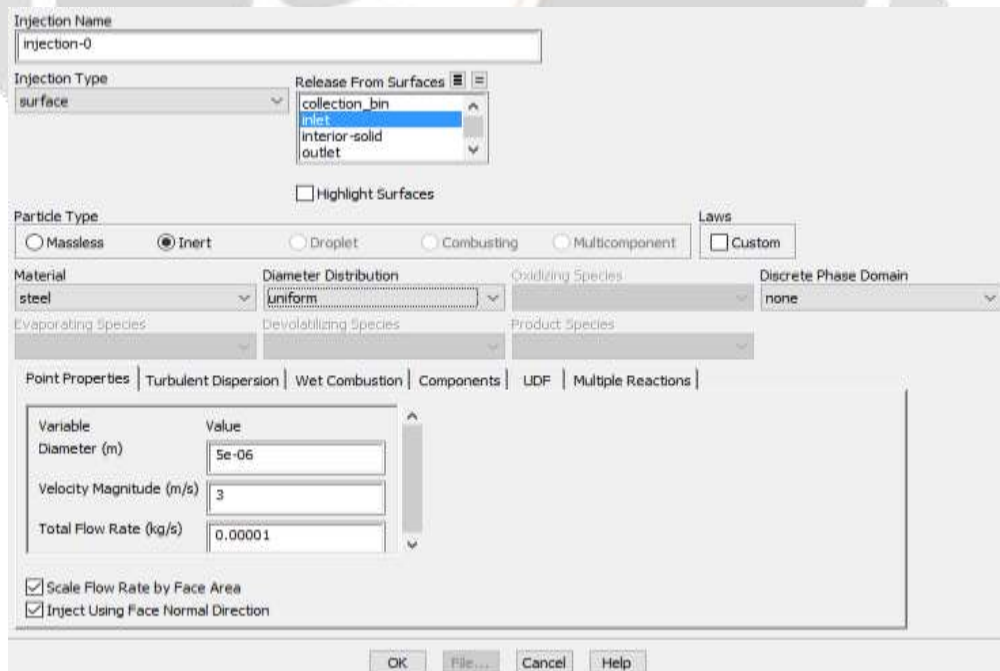 Injection Name
injection-0
Injection Type
Release From Surfaces
surface
collection_bin
inlet
interior-solid
outlet
Highlight Surfaces
Particle Type
Laws
Massless Inert Droplet Combusting Multicomponent
Custom
Material Diameter Distribution Oxidizing Species Discrete Phase Domain
steel uniform none
Evaporating Species Devolatilizing Species Product Species
Point Properties Turbulent Dispersion Wet Combustion Components UDF Multiple Reactions
Variable Value
Diameter (m) 5e-06
Velocity Magnitude (m/s) 3
Total Flow Rate (kg/s) 0.00001
Scale Flow Rate by Face Area
Inject Using Face Normal Direction
OK File... Cancel Help